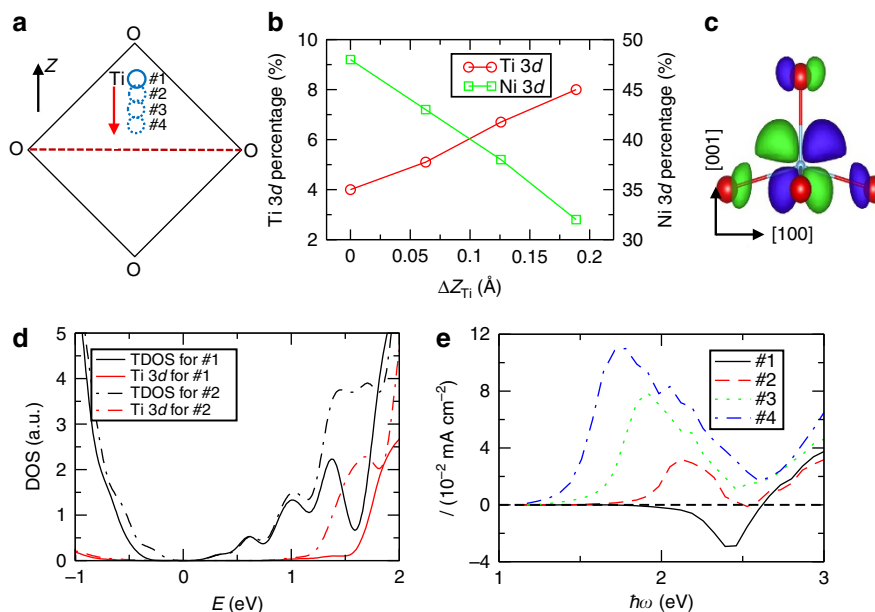 a
Z
O
Ti
#1
#2
#3
#4
O
O
O
b
Ti 3d percentage (%)
10
8
6
4
2
Ti 3d
Ni 3d
50
45
40
35
30
Ni 3d percentage (%)
0
0.05
0.1
0.15
0.2
ΔZTi (Å)
c
[001]
[100]
d
DOS (a.u.)
5
4
3
2
1
0
TDOS for #1
Ti 3d for #1
TDOS for #2
Ti 3d for #2
−1
0
1
2
E (eV)
e
I (10−2 mA cm−2)
12
8
4
0
−4
#1
#2
#3
#4
1
2
3
ℏω (eV)